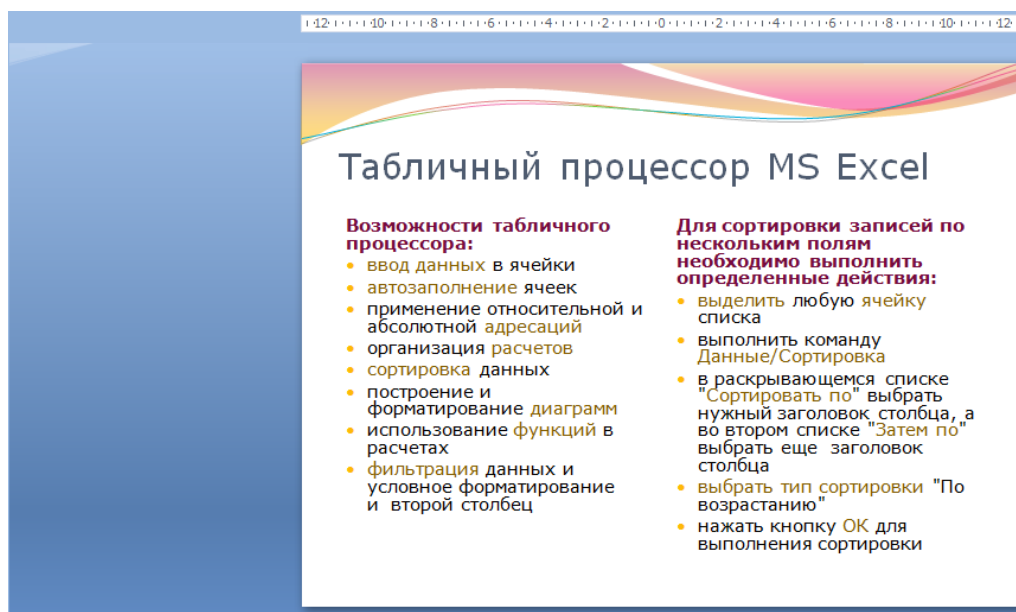 12 10 8 6 4 2 0 2 4 6 8 10 12
Табличный процессор MS Excel
Возможности табличного
процессора:
ввод данных в ячейки
автозаполнение ячеек
применение относительной и
абсолютной адресаций
организация расчетов
сортировка данных
построение и
форматирование диаграмм
использование функций в
расчетах
фильтрация данных и
условное форматирование
и второй столбец
Для сортировки записей по
нескольким полям
необходимо выполнить
определенные действия:
выделить любую ячейку
списка
выполнить команду
Данные/Сортировка
в раскрывающемся списке
"Сортировать по" выбрать
нужный заголовок столбца, а
во втором списке "Затем по"
выбрать еще заголовок
столбца
выбрать тип сортировки "По
возрастанию"
нажать кнопку ОК для
выполнения сортировки